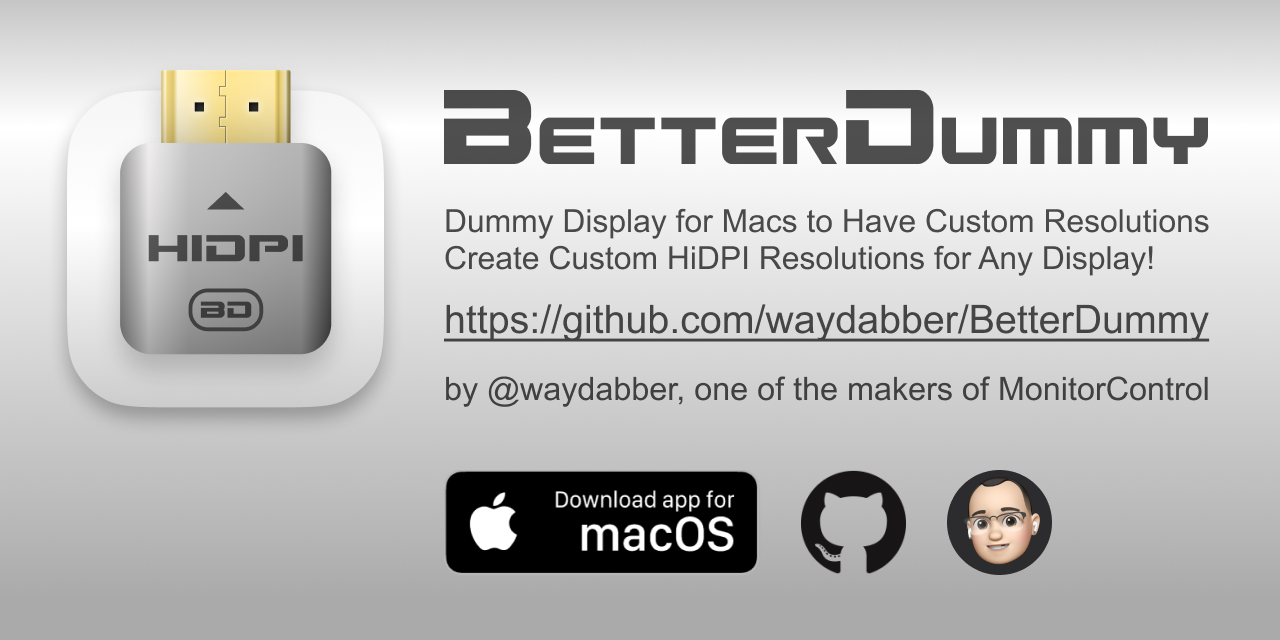 HIDPI
BD
BETTERDUMMY
Dummy Display for Macs to Have Custom Resolutions
Create Custom HiDPI Resolutions for Any Display!
https://github.com/waydabber/BetterDummy
by @waydabber, one of the makers of MonitorControl
Download app for
macOS